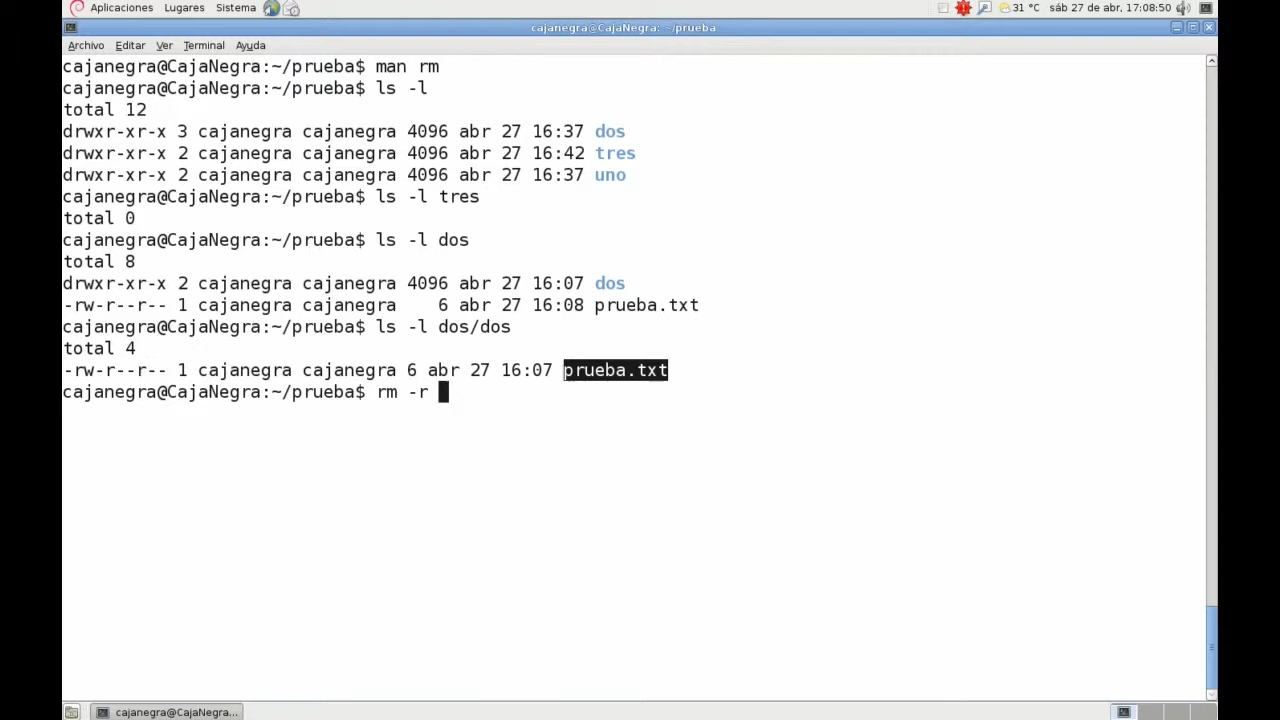 Aplicaciones Lugares Sistema 31 °C sáb 27 de abr, 17:08:50
cajanegra@CajaNegra: ~/prueba
Archivo Editar Ver Terminal Ayuda
cajanegra@CajaNegra:~/prueba$ man rm
cajanegra@CajaNegra:~/prueba$ ls -l
total 12
drwxr-xr-x 3 cajanegra cajanegra 4096 abr 27 16:37 dos
drwxr-xr-x 2 cajanegra cajanegra 4096 abr 27 16:42 tres
drwxr-xr-x 2 cajanegra cajanegra 4096 abr 27 16:37 uno
cajanegra@CajaNegra:~/prueba$ ls -l tres
total 0
cajanegra@CajaNegra:~/prueba$ ls -l dos
total 8
drwxr-xr-x 2 cajanegra cajanegra 4096 abr 27 16:07 dos
-rw-r--r-- 1 cajanegra cajanegra    6 abr 27 16:08 prueba.txt
cajanegra@CajaNegra:~/prueba$ ls -l dos/dos
total 4
-rw-r--r-- 1 cajanegra cajanegra 6 abr 27 16:07 prueba.txt
cajanegra@CajaNegra:~/prueba$ rm -r
cajanegra@CajaNegra...